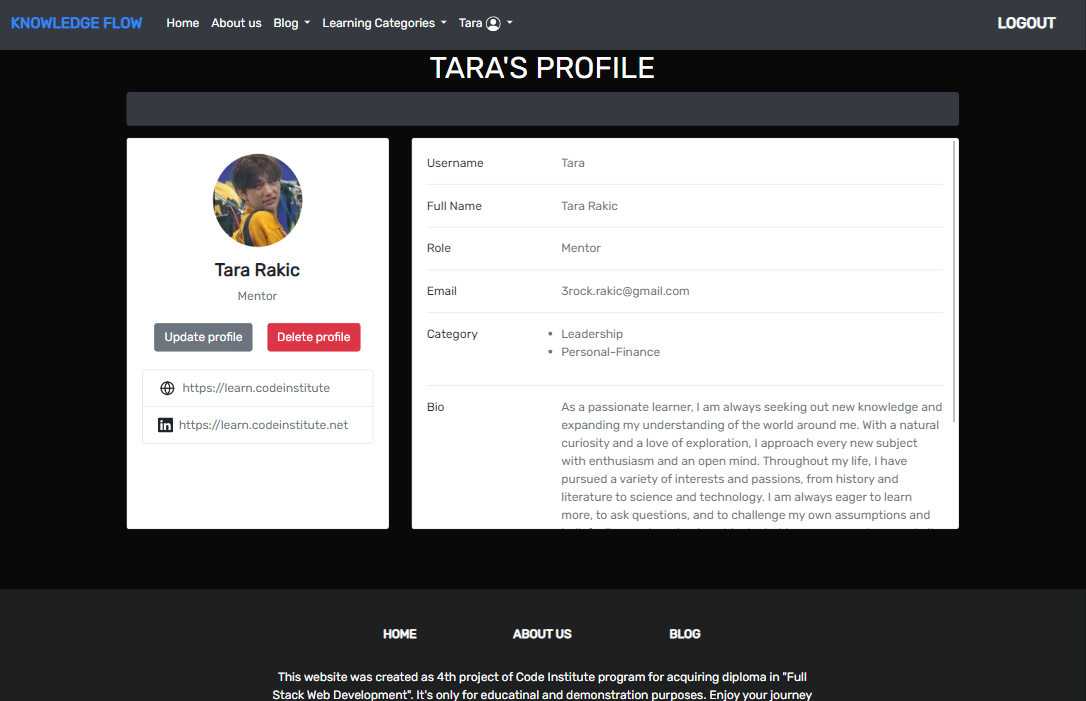 KNOWLEDGE FLOW Home About us Blog Learning Categories Tara LOGOUT
TARA'S PROFILE
Tara Rakic
Mentor
Update profile Delete profile
https://learn.codeinstitute
https://learn.codeinstitute.net
Username Tara
Full Name Tara Rakic
Role Mentor
Email 3rock.rakic@gmail.com
Category • Leadership
• Personal-Finance
Bio As a passionate learner, I am always seeking out new knowledge and
expanding my understanding of the world around me. With a natural
curiosity and a love of exploration, I approach every new subject
with enthusiasm and an open mind. Throughout my life, I have
pursued a variety of interests and passions, from history and
literature to science and technology. I am always eager to learn
more, to ask questions, and to challenge my own assumptions and
HOME ABOUT US BLOG
This website was created as 4th project of Code Institute program for acquiring diploma in "Full
Stack Web Development". It's only for educatinal and demonstration purposes. Enjoy your journey